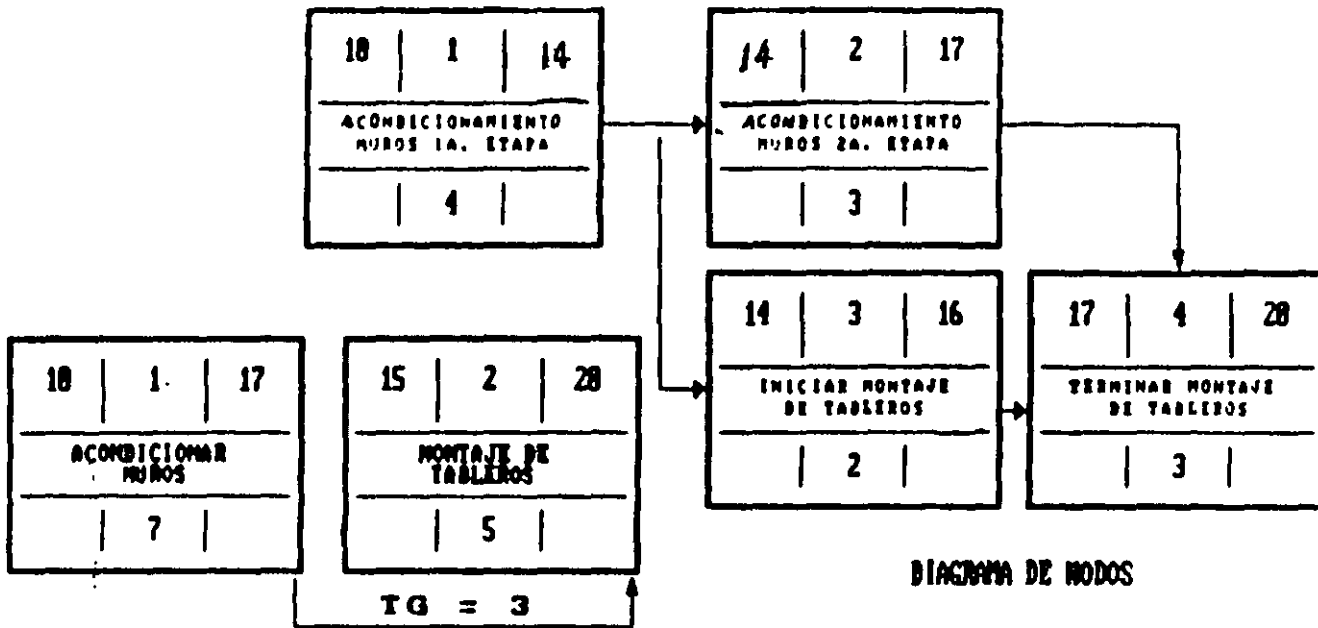 10 1 14
ACONDICIONAMIENTO
MUROS 1A. ETAPA
4
14 2 17
ACONDICIONAMIENTO
MUROS 2A. ETAPA
3
14 3 16
INICIAR MONTAJE
DE TABLEROS
2
17 4 20
TERMINAR MONTAJE
DE TABLEROS
3
10 1 17
ACONDICIONAR
MUROS
7
15 2 20
MONTAJE DE
TABLEROS
5
TG = 3
DIAGRAMA DE NODOS